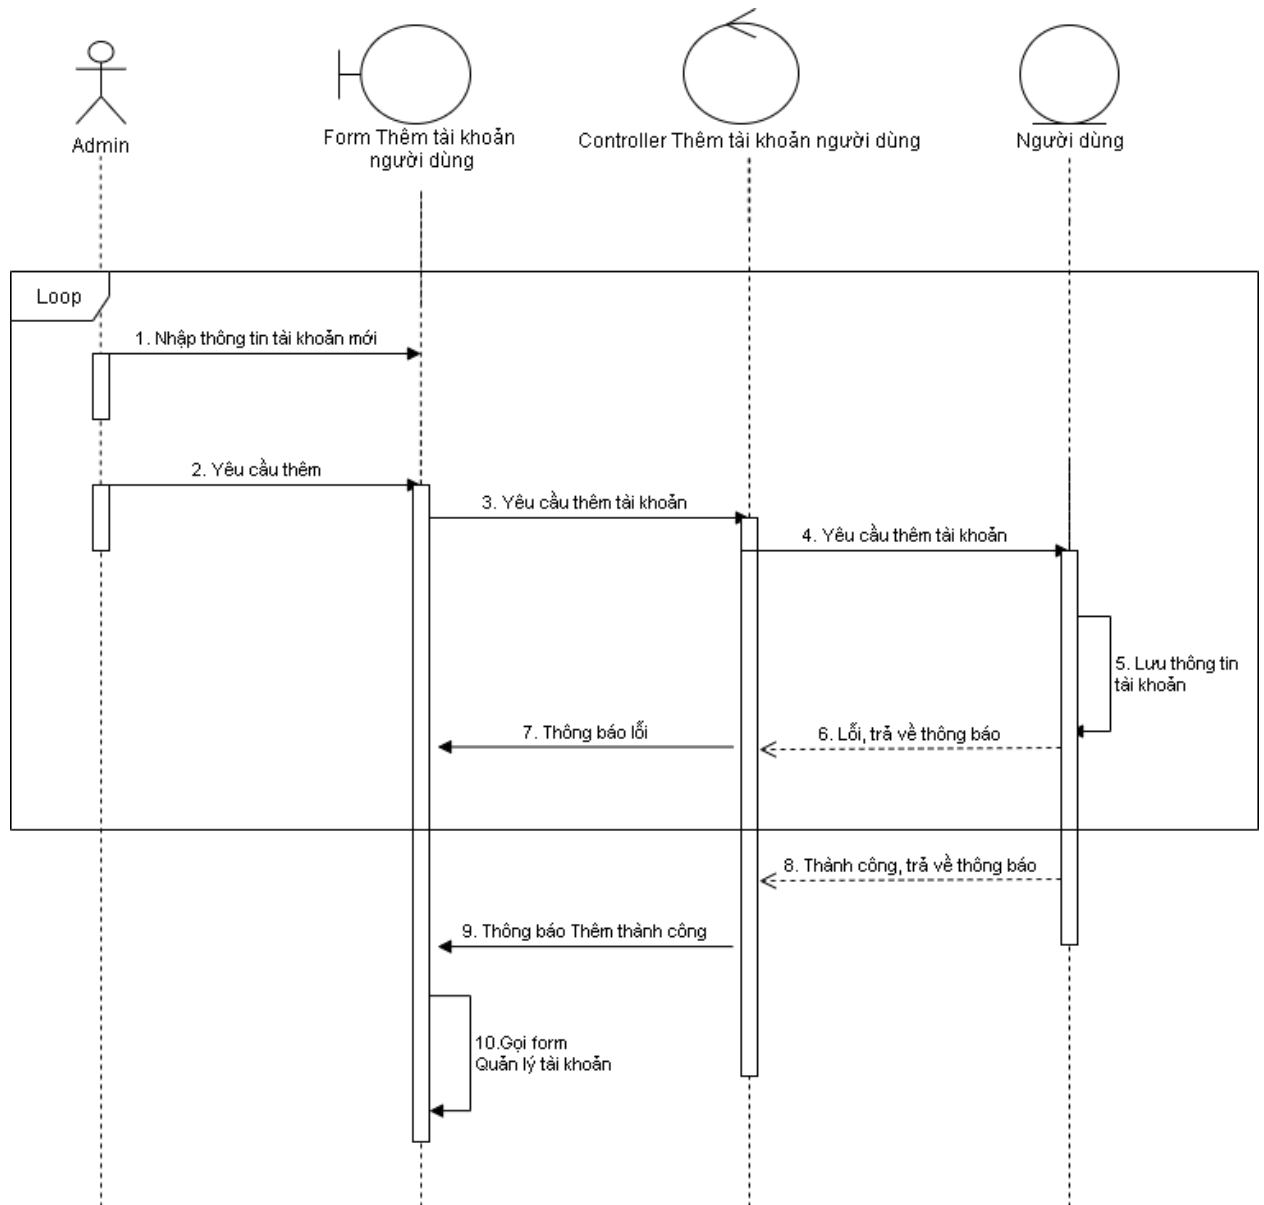 Admin
Form Thêm tài khoản
người dùng
Controller Thêm tài khoản người dùng
Người dùng
Loop
1. Nhập thông tin tài khoản mới
2. Yêu cầu thêm
3. Yêu cầu thêm tài khoản
4. Yêu cầu thêm tài khoản
5. Lưu thông tin
tài khoản
7. Thông báo lỗi
6. Lỗi, trả về thông báo
8. Thành công, trả về thông báo
9. Thông báo Thêm thành công
10.Gọi form
Quản lý tài khoản